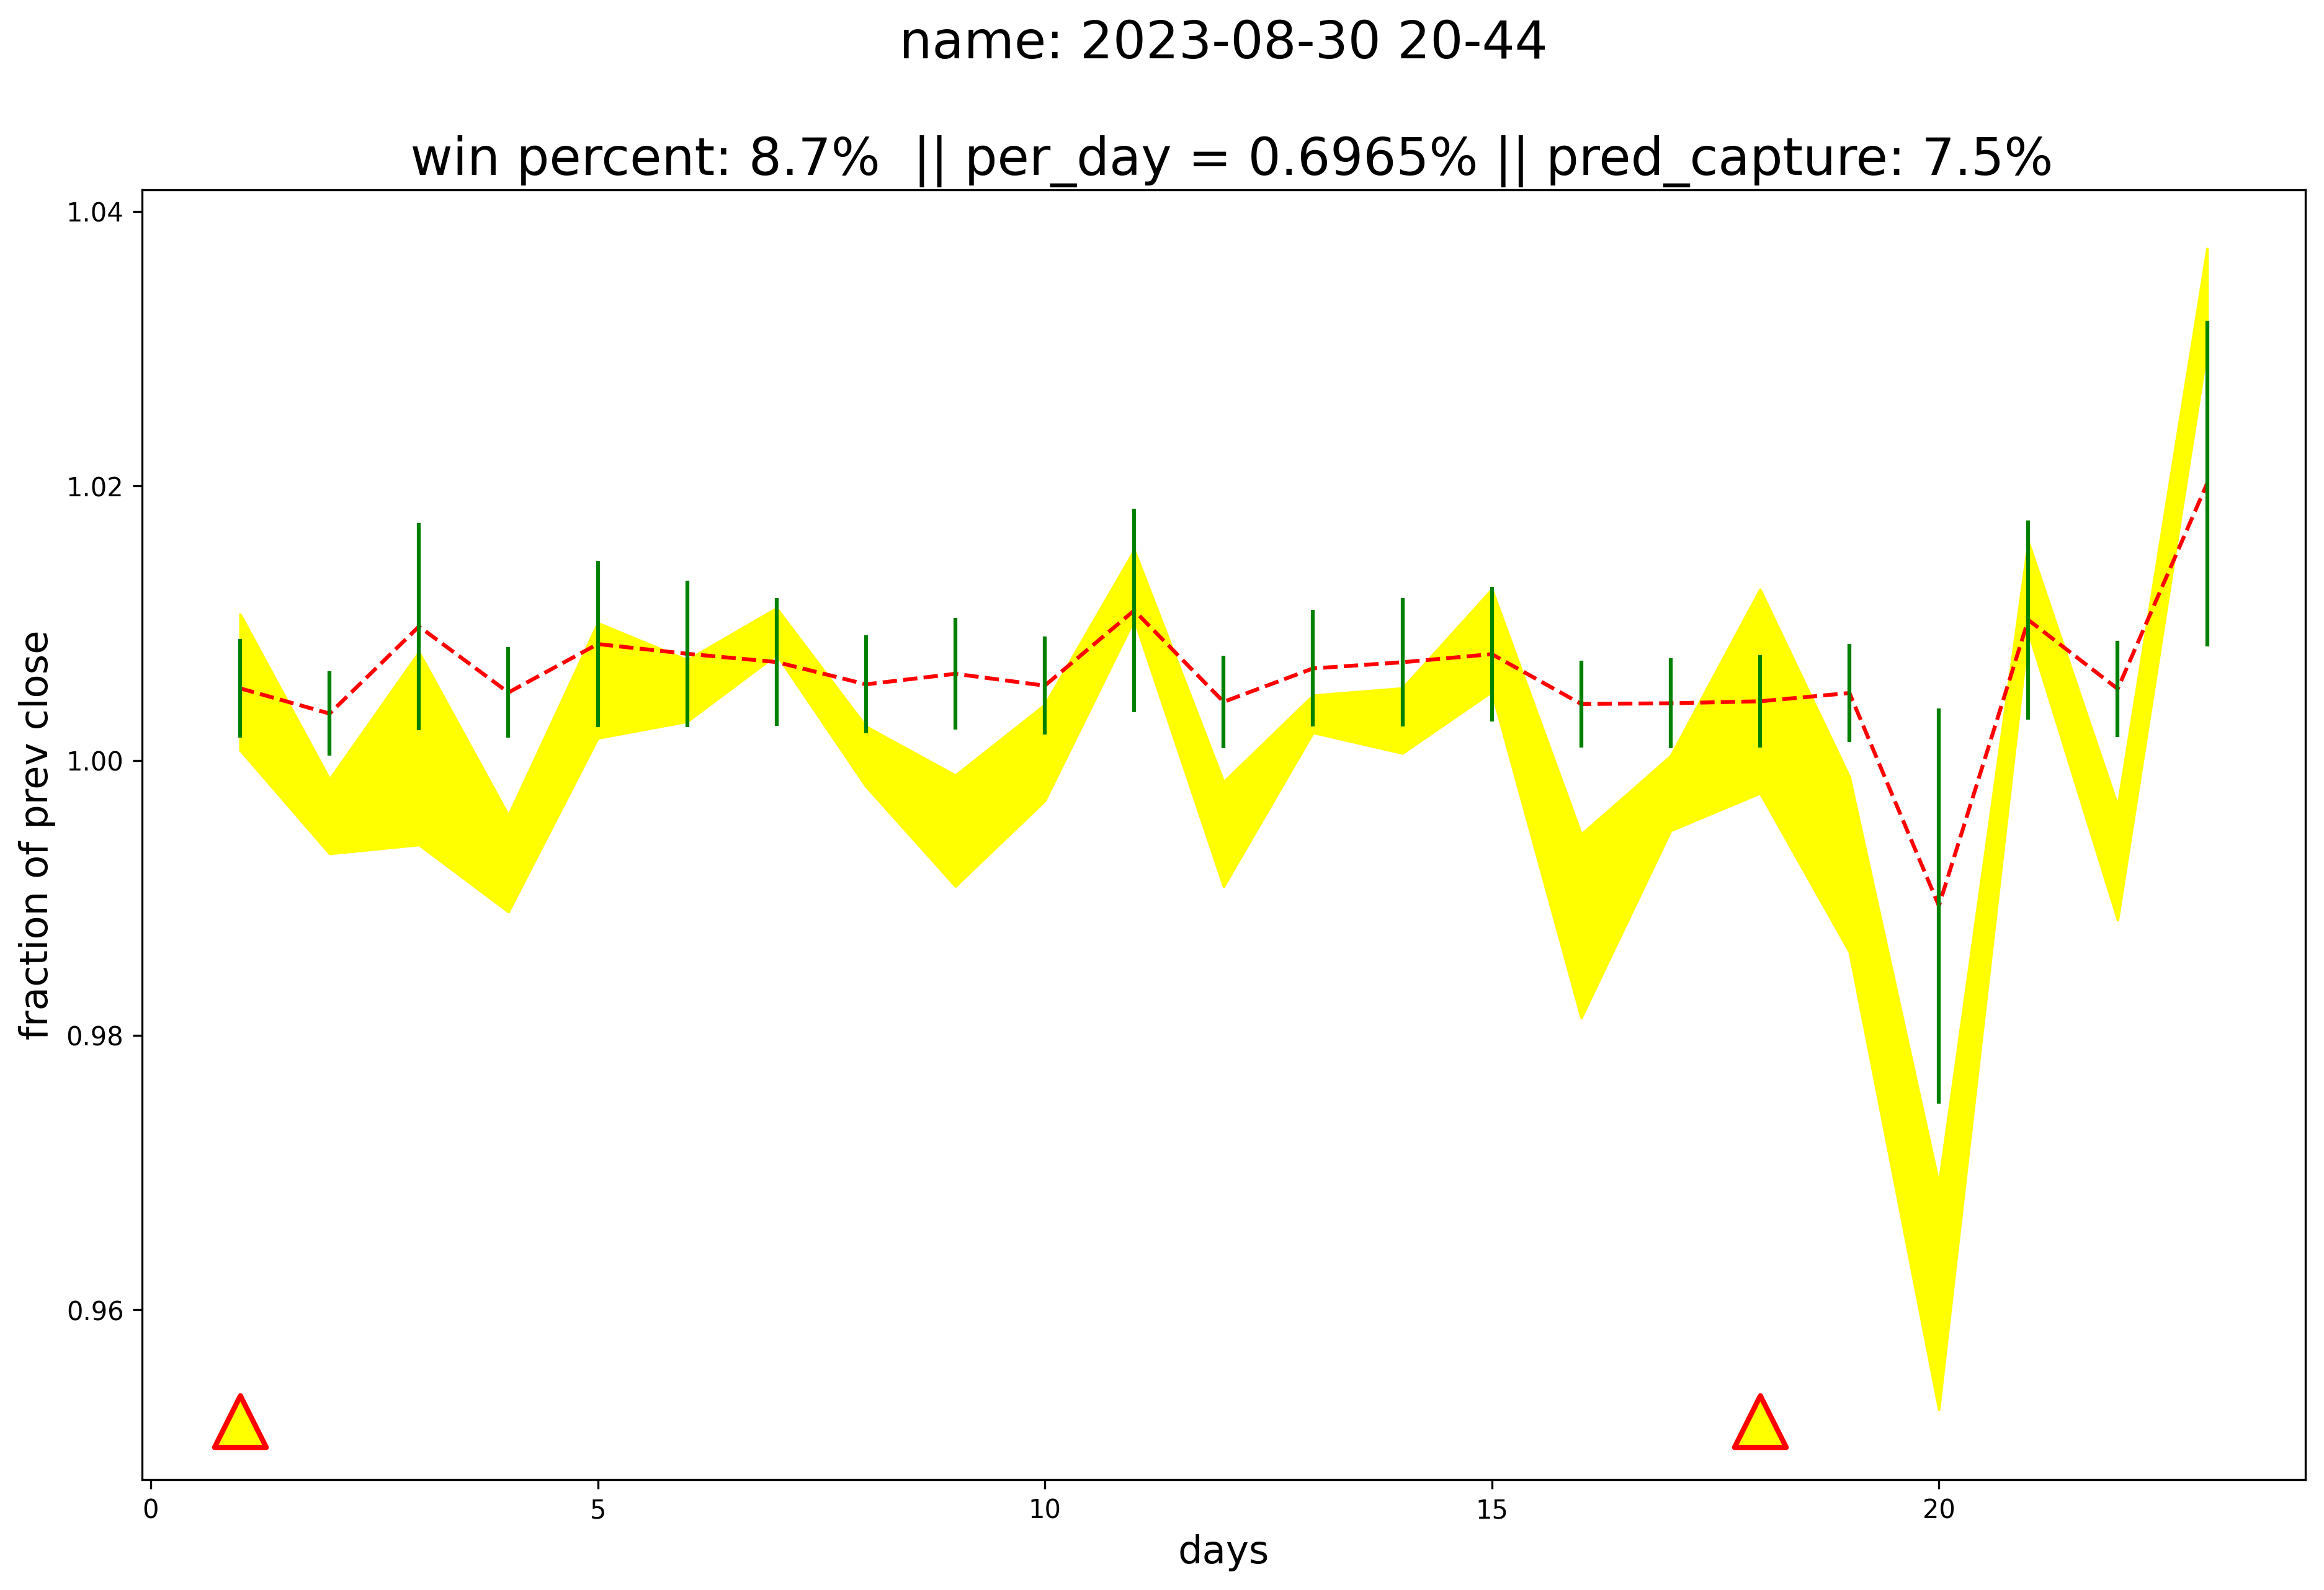 name: 2023-08-30 20-44
win percent: 8.7%  || per_day = 0.6965% || pred_capture: 7.5%
1.04
1.02
1.00
0.98
0.96
fraction of prev close
0 5 10 15 20
days